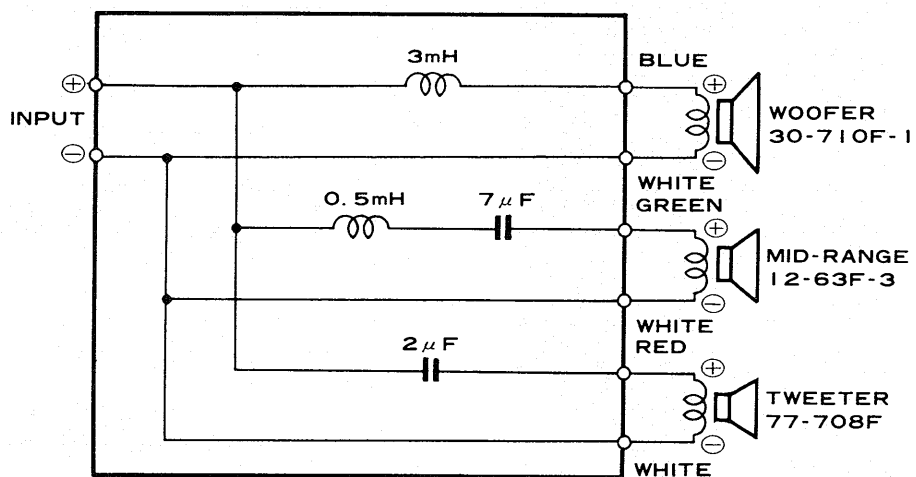 3mH
BLUE
⊕
⊕
INPUT
WOOFER
30-710F-1
⊖
⊖
WHITE
GREEN
0.5mH
7μF
⊕
MID-RANGE
12-63F-3
⊖
WHITE
RED
2μF
⊕
TWEETER
77-708F
⊖
WHITE